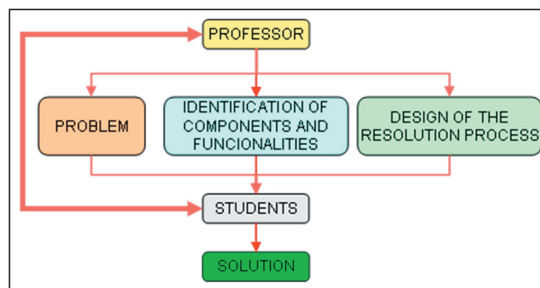 PROFESSOR
PROBLEM
IDENTIFICATION OF
COMPONENTS AND
FUNCIONALITIES
DESIGN OF THE
RESOLUTION PROCESS
STUDENTS
SOLUTION